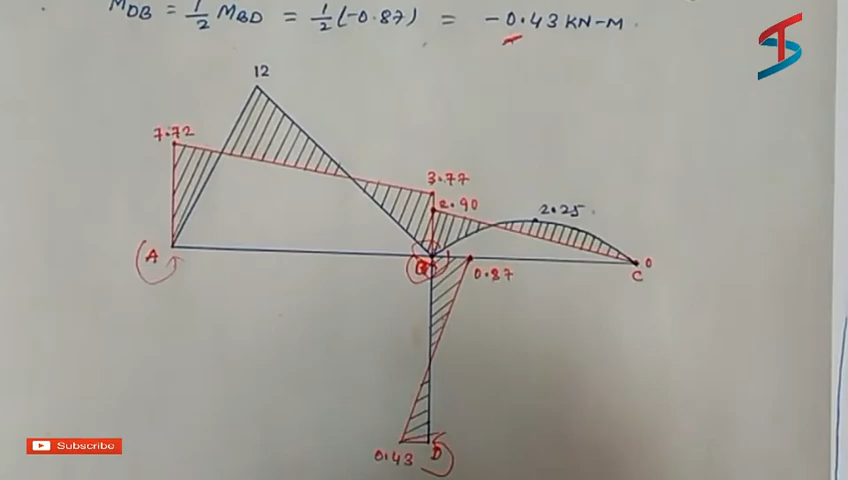 MDB = 1/2 MBD = 1/2 (-0.87) = -0.43 KN-M.
12
7.72
3.77
2.90
2.25
A
B
0.87
C
0
0.43
D
TS
Subscribe